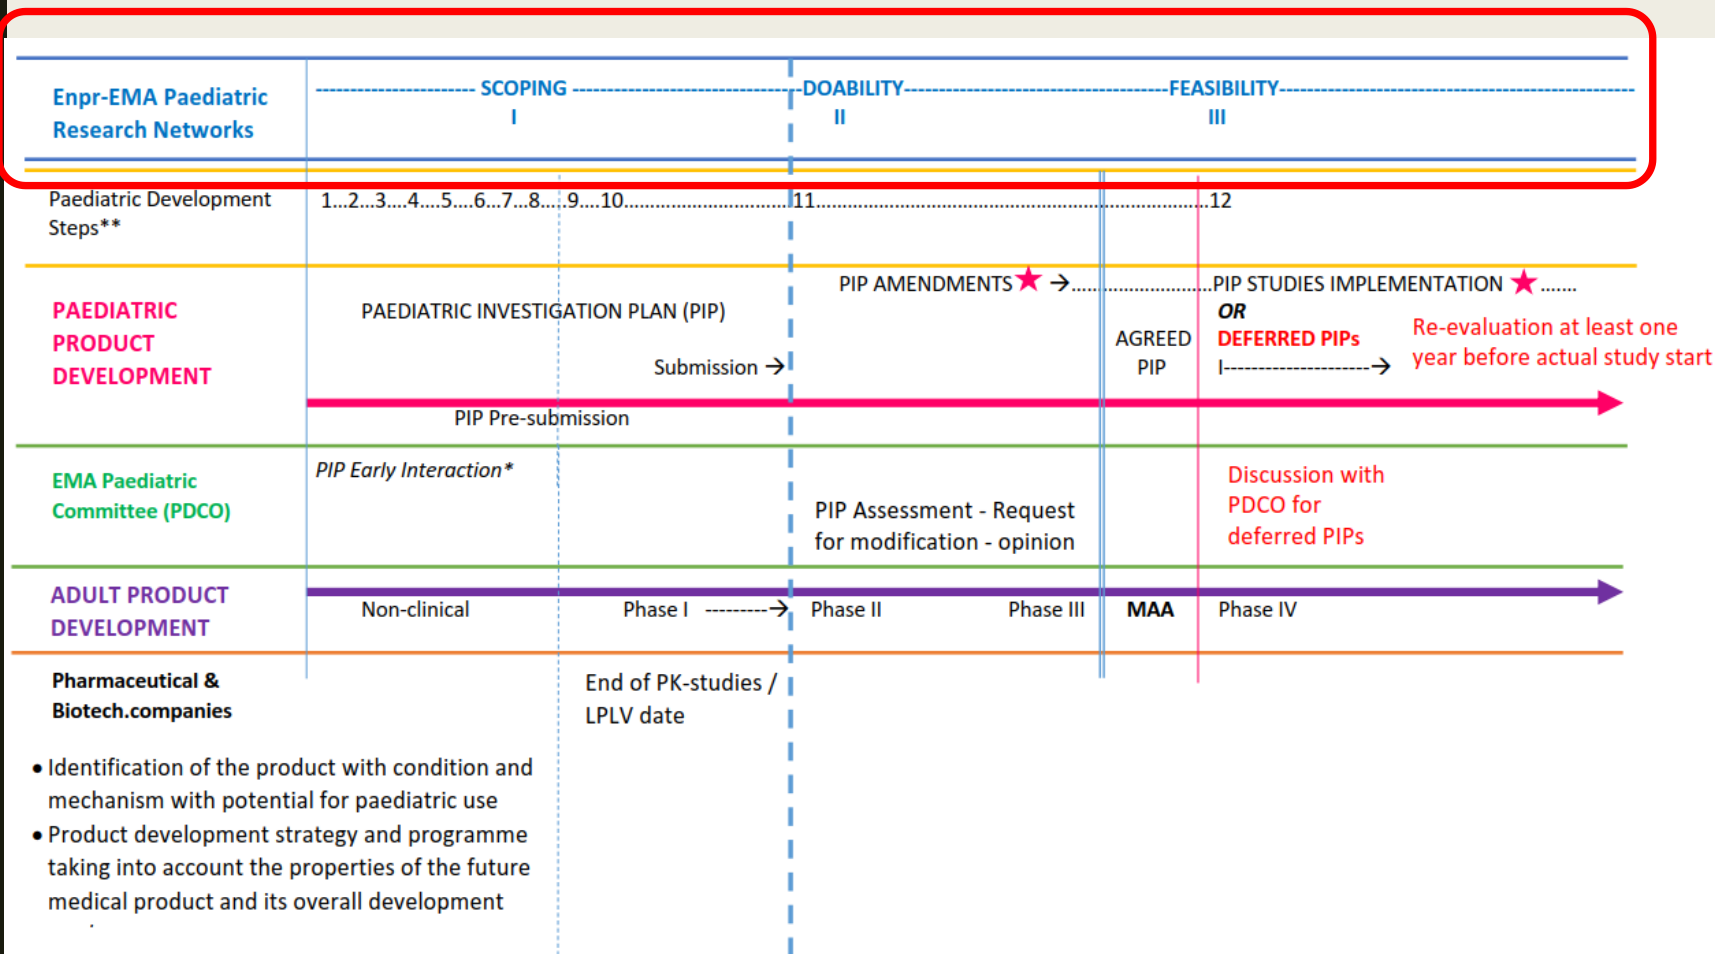 Enpr-EMA Paediatric
Research Networks
----------------------- SCOPING ---------------------------------DOABILITY--------------------------------------FEASIBILITY----------------------------------------------------
I II III
Paediatric Development
Steps**
1...2...3....4....5....6...7...8.....9....10..............................11.........................................................................12
PAEDIATRIC
PRODUCT
DEVELOPMENT
PAEDIATRIC INVESTIGATION PLAN (PIP)
Submission →
PIP Pre-submission
PIP AMENDMENTS★ →..........................PIP STUDIES IMPLEMENTATION ★ ......
OR
AGREED
PIP
DEFERRED PIPs
I---------------------→
Re-evaluation at least one
year before actual study start
EMA Paediatric
Committee (PDCO)
PIP Early Interaction*
PIP Assessment - Request
for modification - opinion
Discussion with
PDCO for
deferred PIPs
ADULT PRODUCT
DEVELOPMENT
Non-clinical Phase I ---------→ Phase II Phase III MAA Phase IV
Pharmaceutical &
Biotech.companies
End of PK-studies /
LPLV date
• Identification of the product with condition and
mechanism with potential for paediatric use
• Product development strategy and programme
taking into account the properties of the future
medical product and its overall development